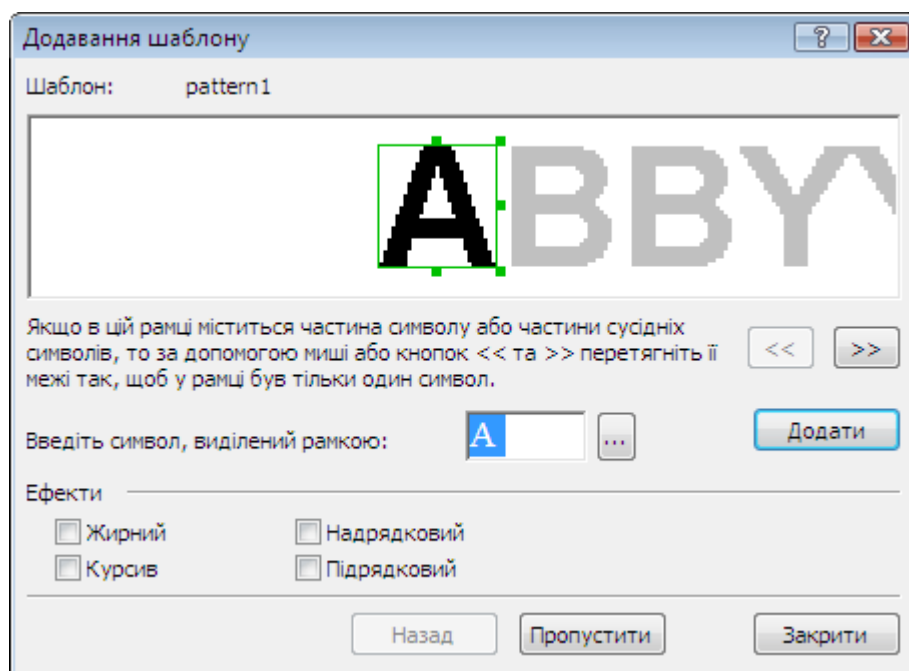 Додавання шаблону
Шаблон: pattern1
ABBYY
Якщо в цій рамці міститься частина символу або частини сусідніх
символів, то за допомогою миші або кнопок << та >> перетягніть її
межі так, щоб у рамці був тільки один символ.
<< >>
Введіть символ, виділений рамкою: A ... Додати
Ефекти
Жирний Надрядковий
Курсив Підрядковий
Назад Пропустити Закрити